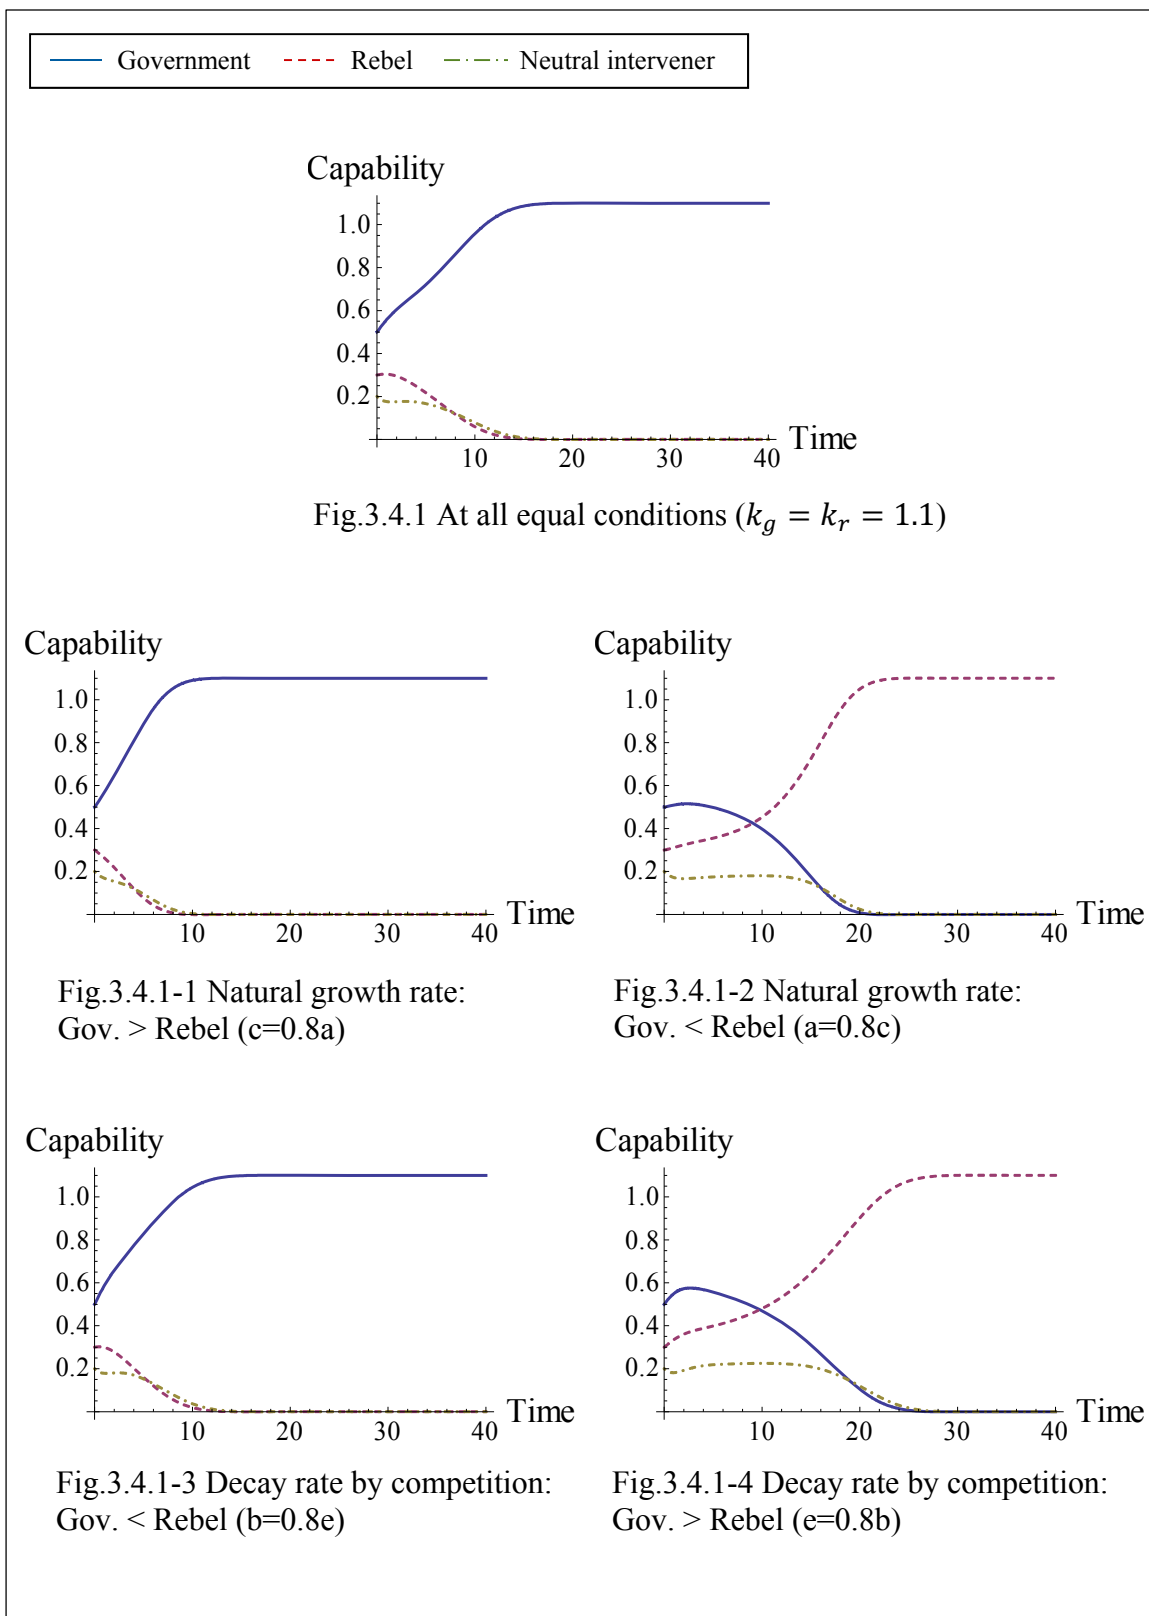 Government Rebel Neutral intervener
Capability
1.0
0.8
0.6
0.4
0.2
Time
10 20 30 40
Fig.3.4.1 At all equal conditions (k_g = k_r = 1.1)
Capability
1.0
0.8
0.6
0.4
0.2
Time
10 20 30 40
Fig.3.4.1-1 Natural growth rate:
Gov. > Rebel (c=0.8a)
Capability
1.0
0.8
0.6
0.4
0.2
Time
10 20 30 40
Fig.3.4.1-2 Natural growth rate:
Gov. < Rebel (a=0.8c)
Capability
1.0
0.8
0.6
0.4
0.2
Time
10 20 30 40
Fig.3.4.1-3 Decay rate by competition:
Gov. < Rebel (b=0.8e)
Capability
1.0
0.8
0.6
0.4
0.2
Time
10 20 30 40
Fig.3.4.1-4 Decay rate by competition:
Gov. > Rebel (e=0.8b)